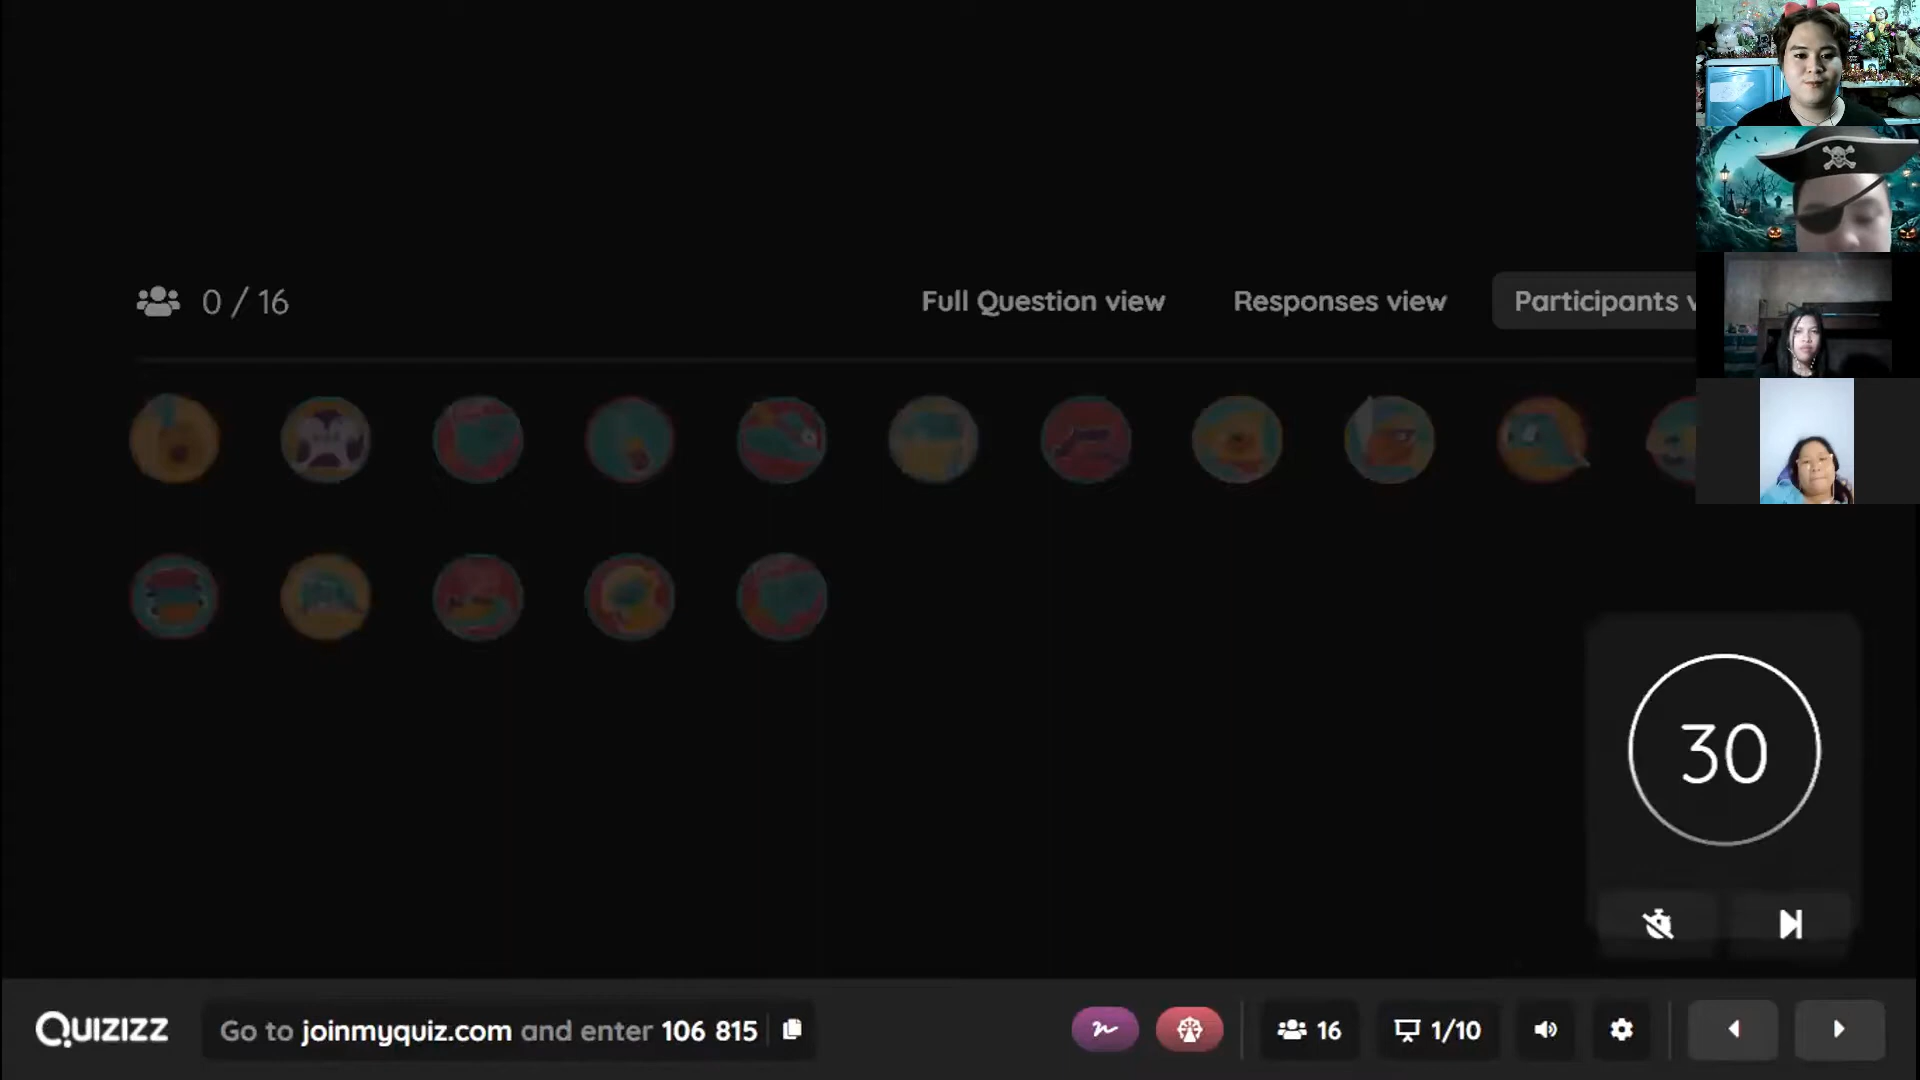 0 / 16
Full Question view
Responses view
Participants v
30
QUIZIZZ
Go to joinmyquiz.com and enter 106 815
16
1/10